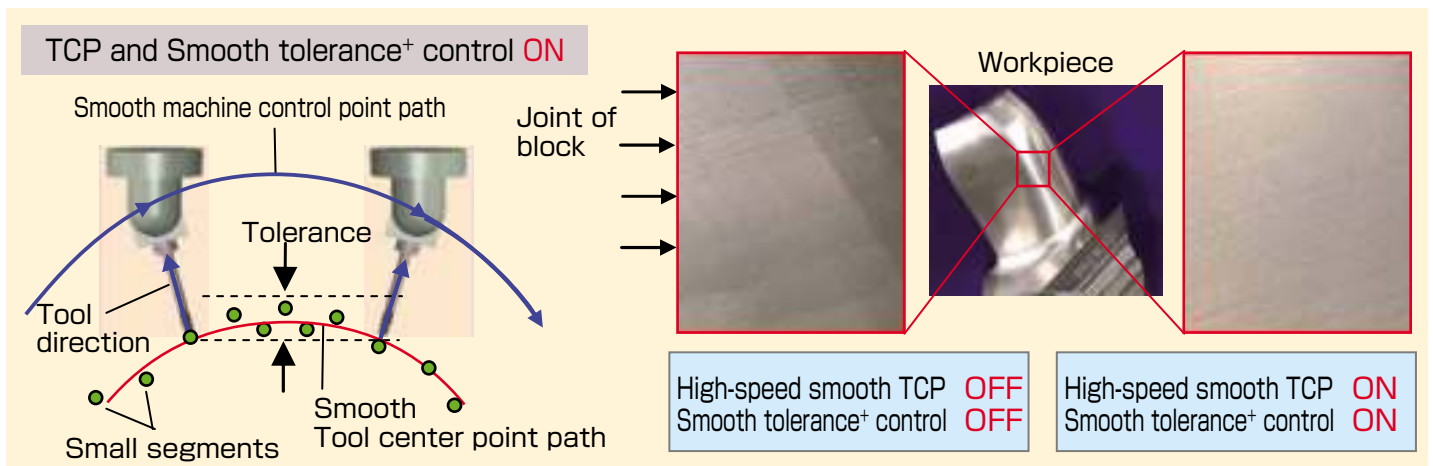 TCP and Smooth tolerance⁺ control ON
Smooth machine control point path
Tolerance
Tool
direction
Small segments
Smooth
Tool center point path
Joint of
block
Workpiece
High-speed smooth TCP OFF
Smooth tolerance⁺ control OFF
High-speed smooth TCP ON
Smooth tolerance⁺ control ON